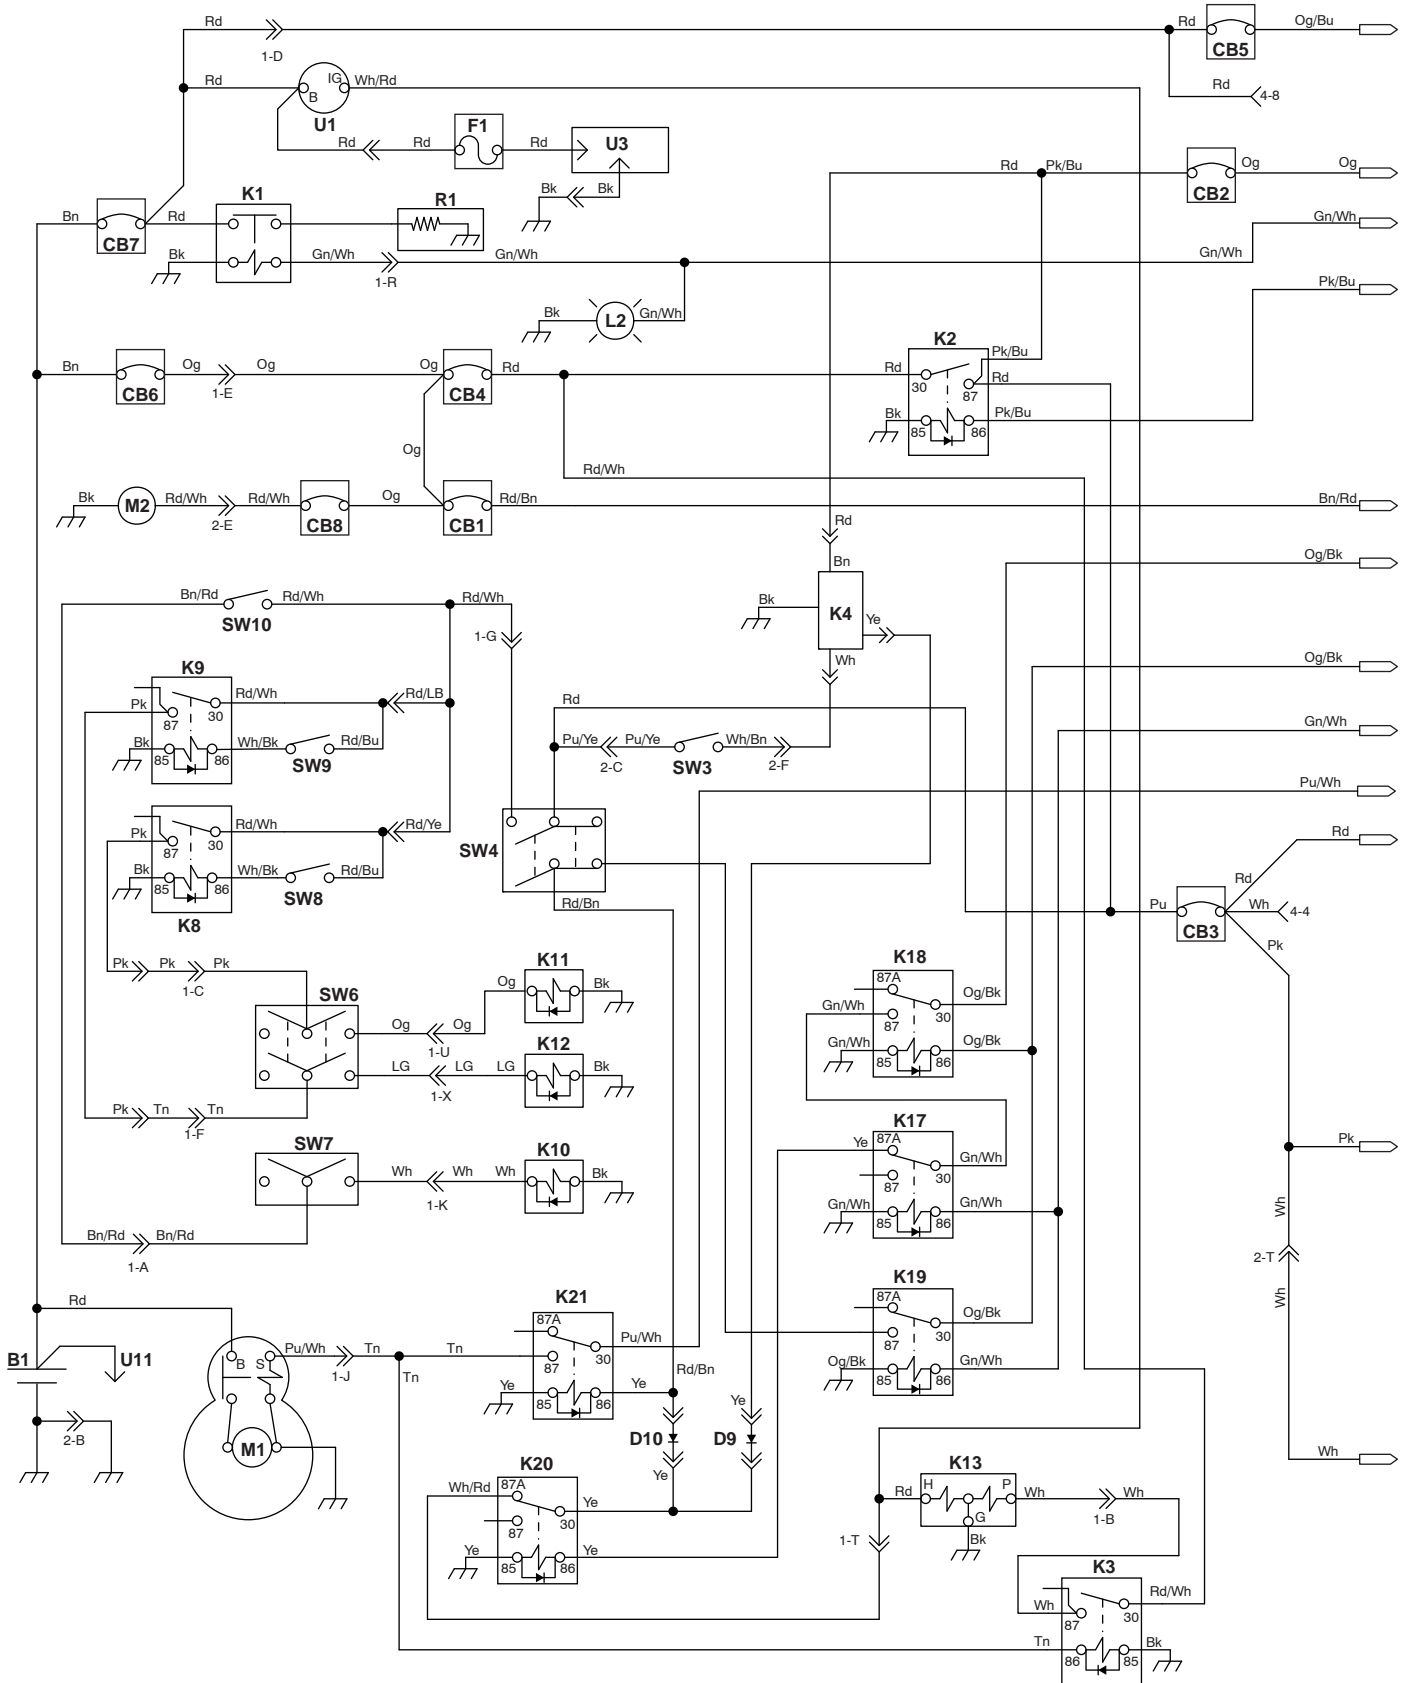 Rd
1-D
Rd
Og/Bu
CB5
Rd
4-8
Rd
B
IG
Wh/Rd
U1
Rd
Rd
F1
Rd
U3
Bk
Bk
Rd
Pk/Bu
Og
Og
CB2
K1
R1
Bn
CB7
Rd
Bk
Gn/Wh
1-R
Gn/Wh
Gn/Wh
Gn/Wh
Bk
L2
Gn/Wh
Pk/Bu
K2
Bn
CB6
Og
1-E
Og
Og
CB4
Rd
Rd
30
87
Pk/Bu
Rd
Bk
85
86
Pk/Bu
Og
Rd/Wh
Bk
M2
Rd/Wh
2-E
Rd/Wh
CB8
Og
CB1
Rd/Bn
Bn/Rd
Rd
Bn
Og/Bk
Bk
K4
Ye
Wh
Bn/Rd
SW10
Rd/Wh
Rd/Wh
1-G
K9
Pk
87
30
Rd/Wh
Rd/LB
Bk
85
86
Wh/Bk
SW9
Rd/Bu
Rd
Og/Bk
Pu/Ye
2-C
Pu/Ye
SW3
Wh/Bn
2-F
Gn/Wh
Pu/Wh
Pk
87
30
Rd/Wh
Rd/Ye
Bk
85
86
Wh/Bk
SW8
Rd/Bu
K8
SW4
Rd/Bn
Rd
Rd
Pu
CB3
Wh
4-4
Pk
Pk
Pk
1-C
Pk
SW6
K11
Og
Bk
Og
1-U
Og
K12
LG
1-X
LG
LG
Bk
Pk
Tn
1-F
Tn
SW7
K10
Wh
1-K
Wh
Wh
Bk
Bn/Rd
1-A
Bn/Rd
K18
87A
Gn/Wh
87
30
Og/Bk
Gn/Wh
85
86
Og/Bk
K17
Ye
87A
87
30
Gn/Wh
Gn/Wh
85
86
Gn/Wh
Pk
Wh
2-T
Wh
K19
87A
87
30
Og/Bk
Og/Bk
85
86
Gn/Wh
Rd
B1
U11
2-B
B
S
Pu/Wh
1-J
Tn
Tn
Tn
M1
K21
87A
87
30
Pu/Wh
Rd/Bn
Ye
85
86
Ye
D10
Ye
Ye
D9
K20
Wh/Rd
87A
87
30
Ye
Ye
85
86
Ye
K13
Rd
H
P
G
Bk
Wh
1-B
Wh
Wh
1-T
K3
Wh
87
30
Rd/Wh
Tn
86
85
Bk